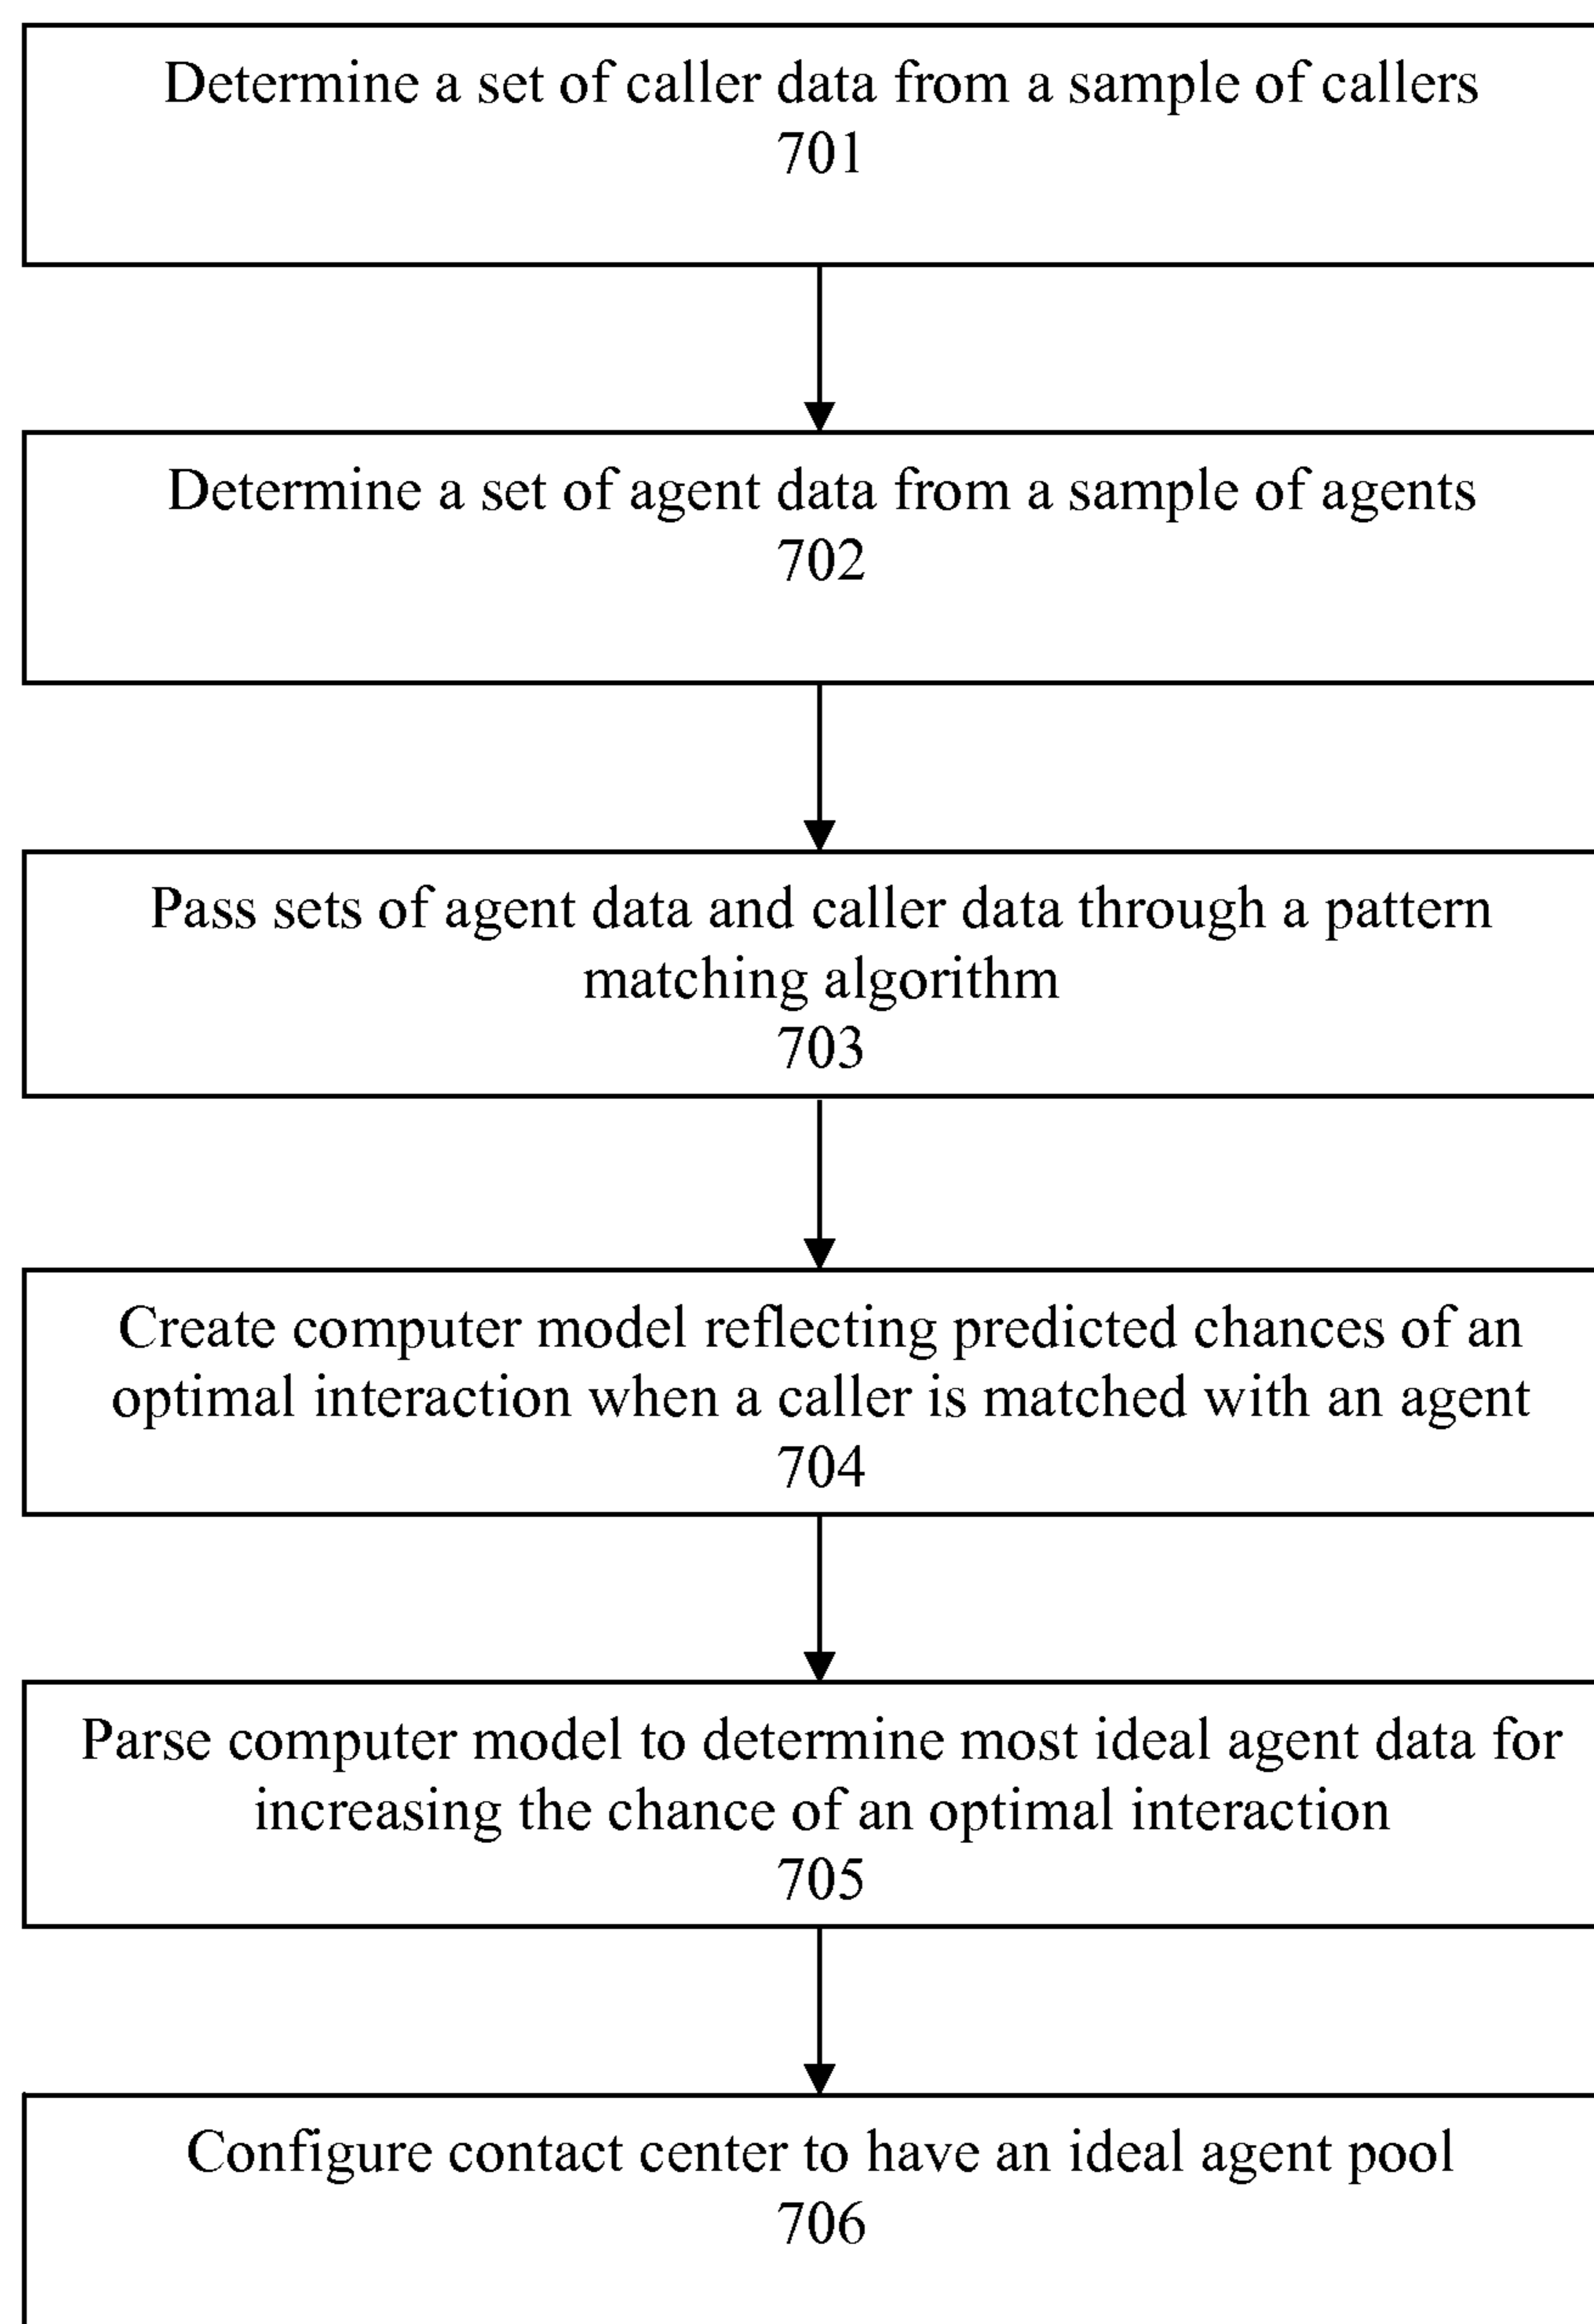 Determine a set of caller data from a sample of callers
701
Determine a set of agent data from a sample of agents
702
Pass sets of agent data and caller data through a pattern
matching algorithm
703
Create computer model reflecting predicted chances of an
optimal interaction when a caller is matched with an agent
704
Parse computer model to determine most ideal agent data for
increasing the chance of an optimal interaction
705
Configure contact center to have an ideal agent pool
706